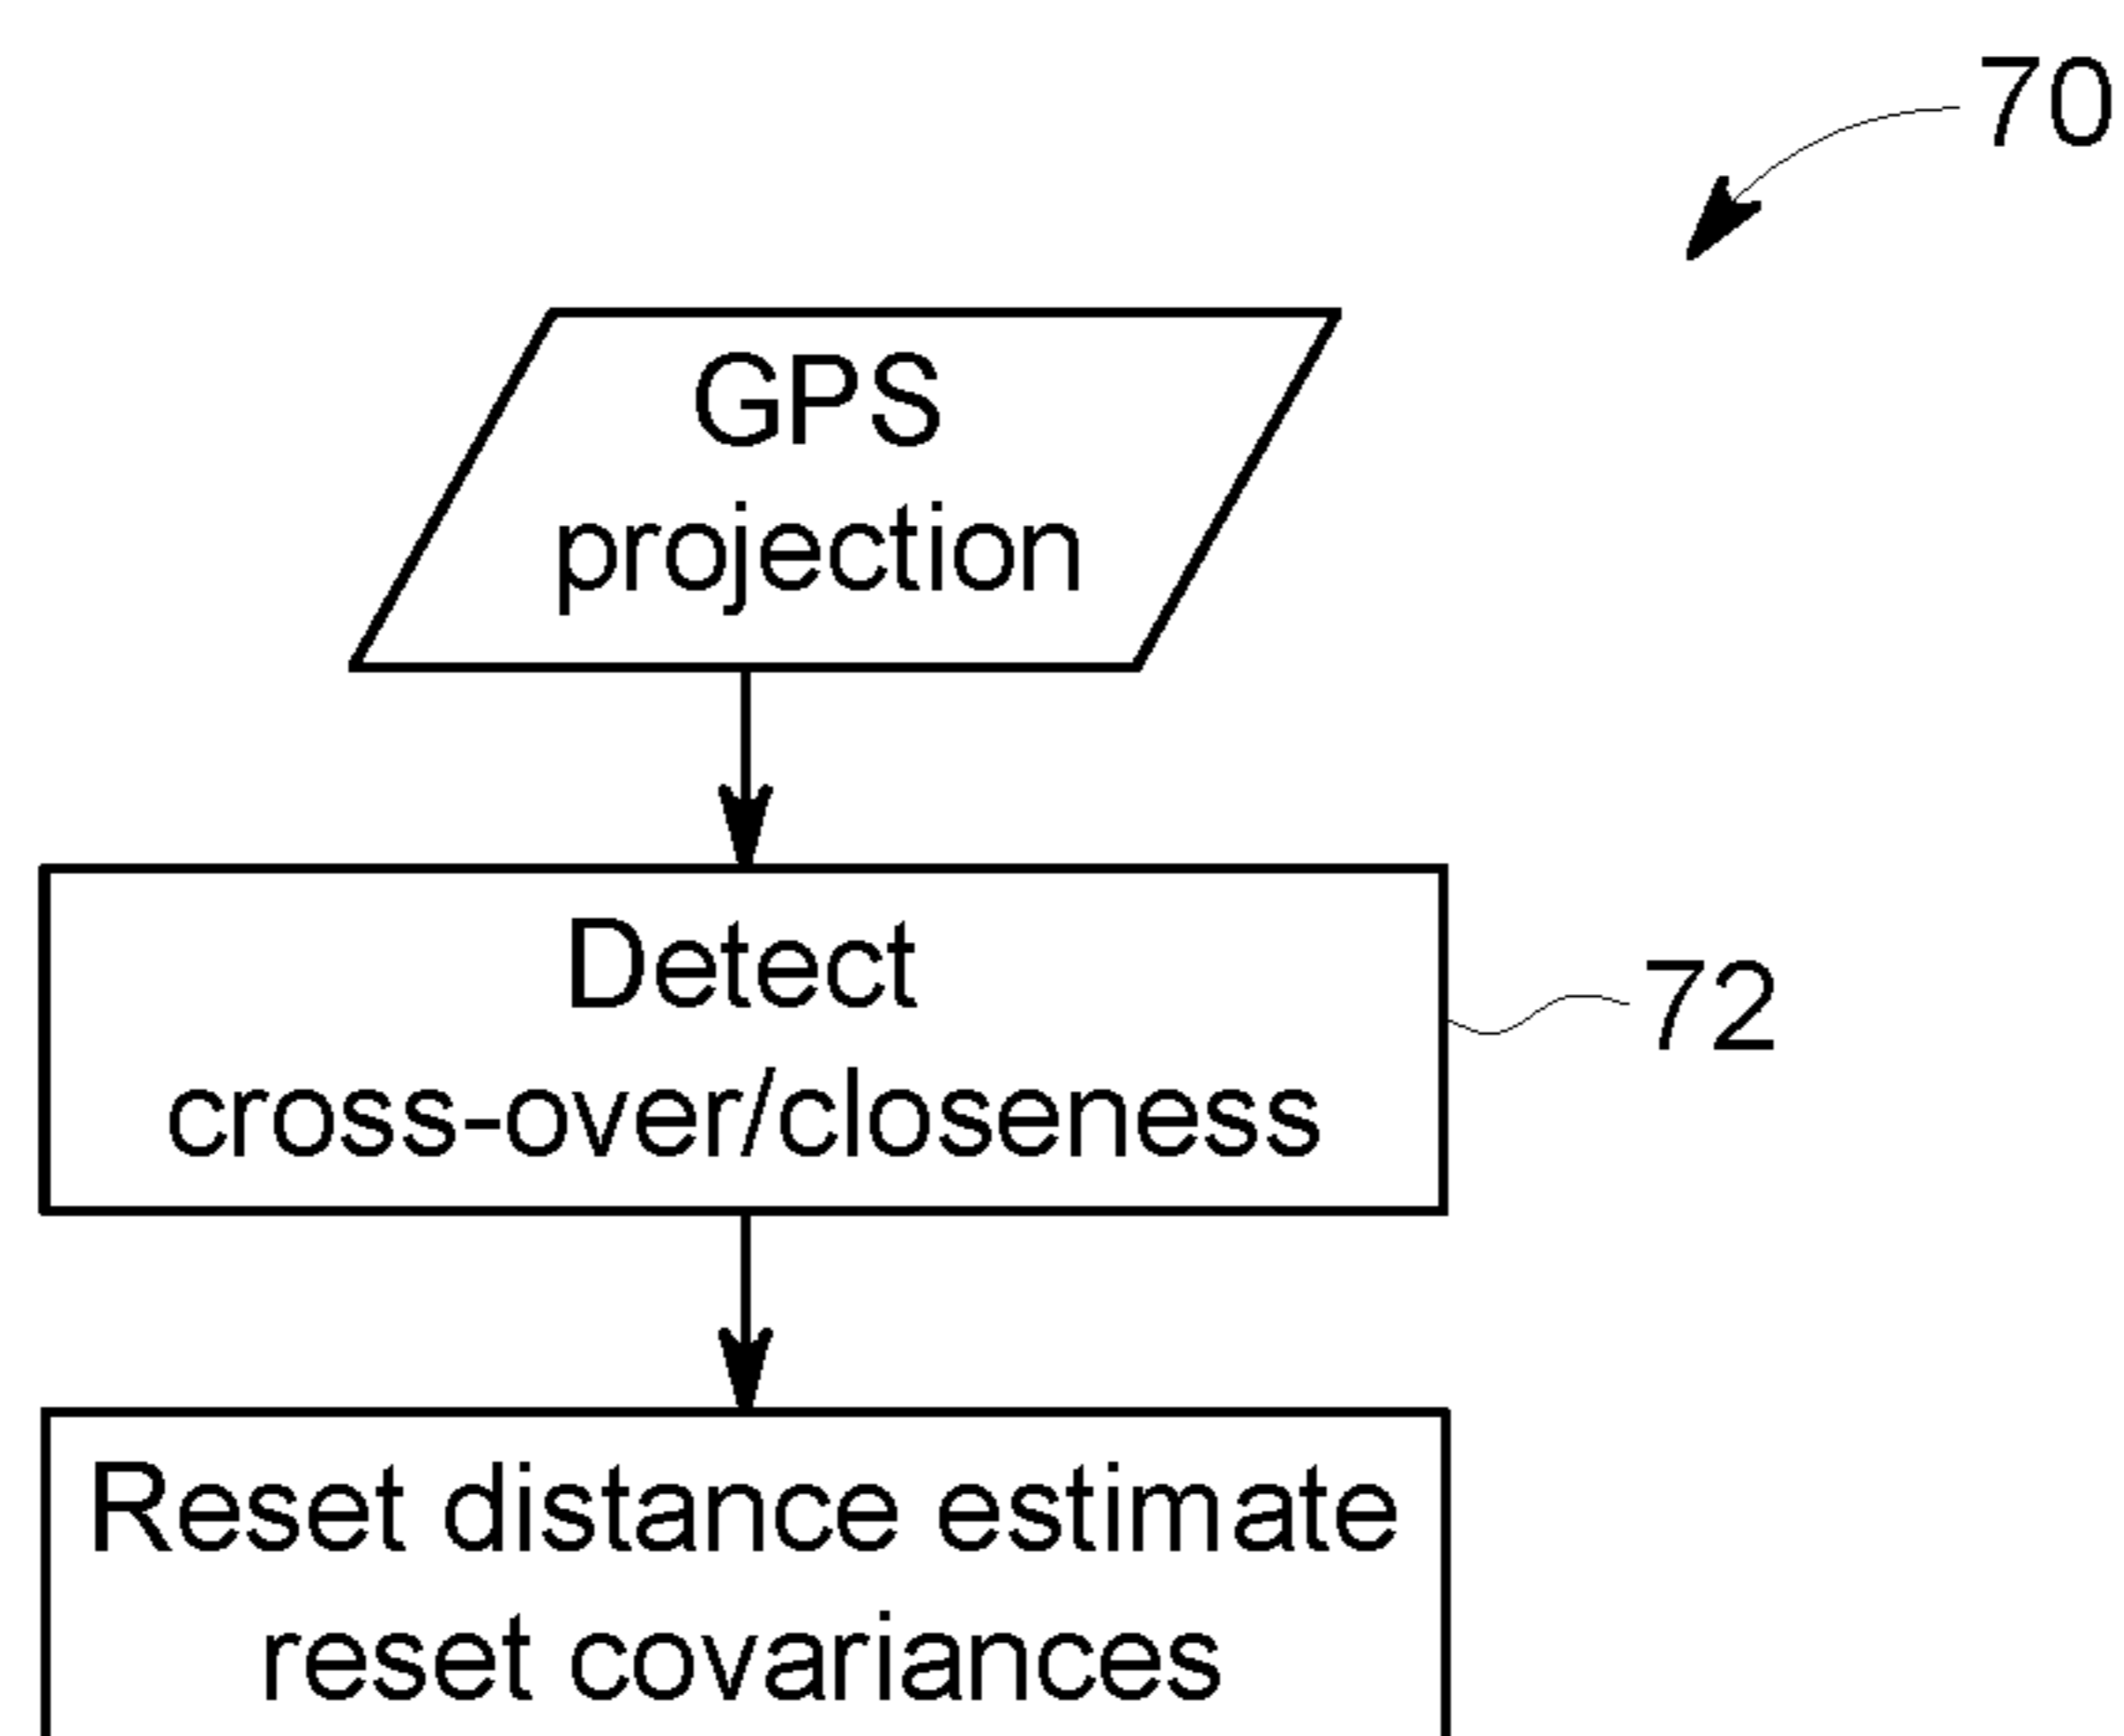 70
GPS
projection
Detect
cross-over/closeness
72
Reset distance estimate
reset covariances